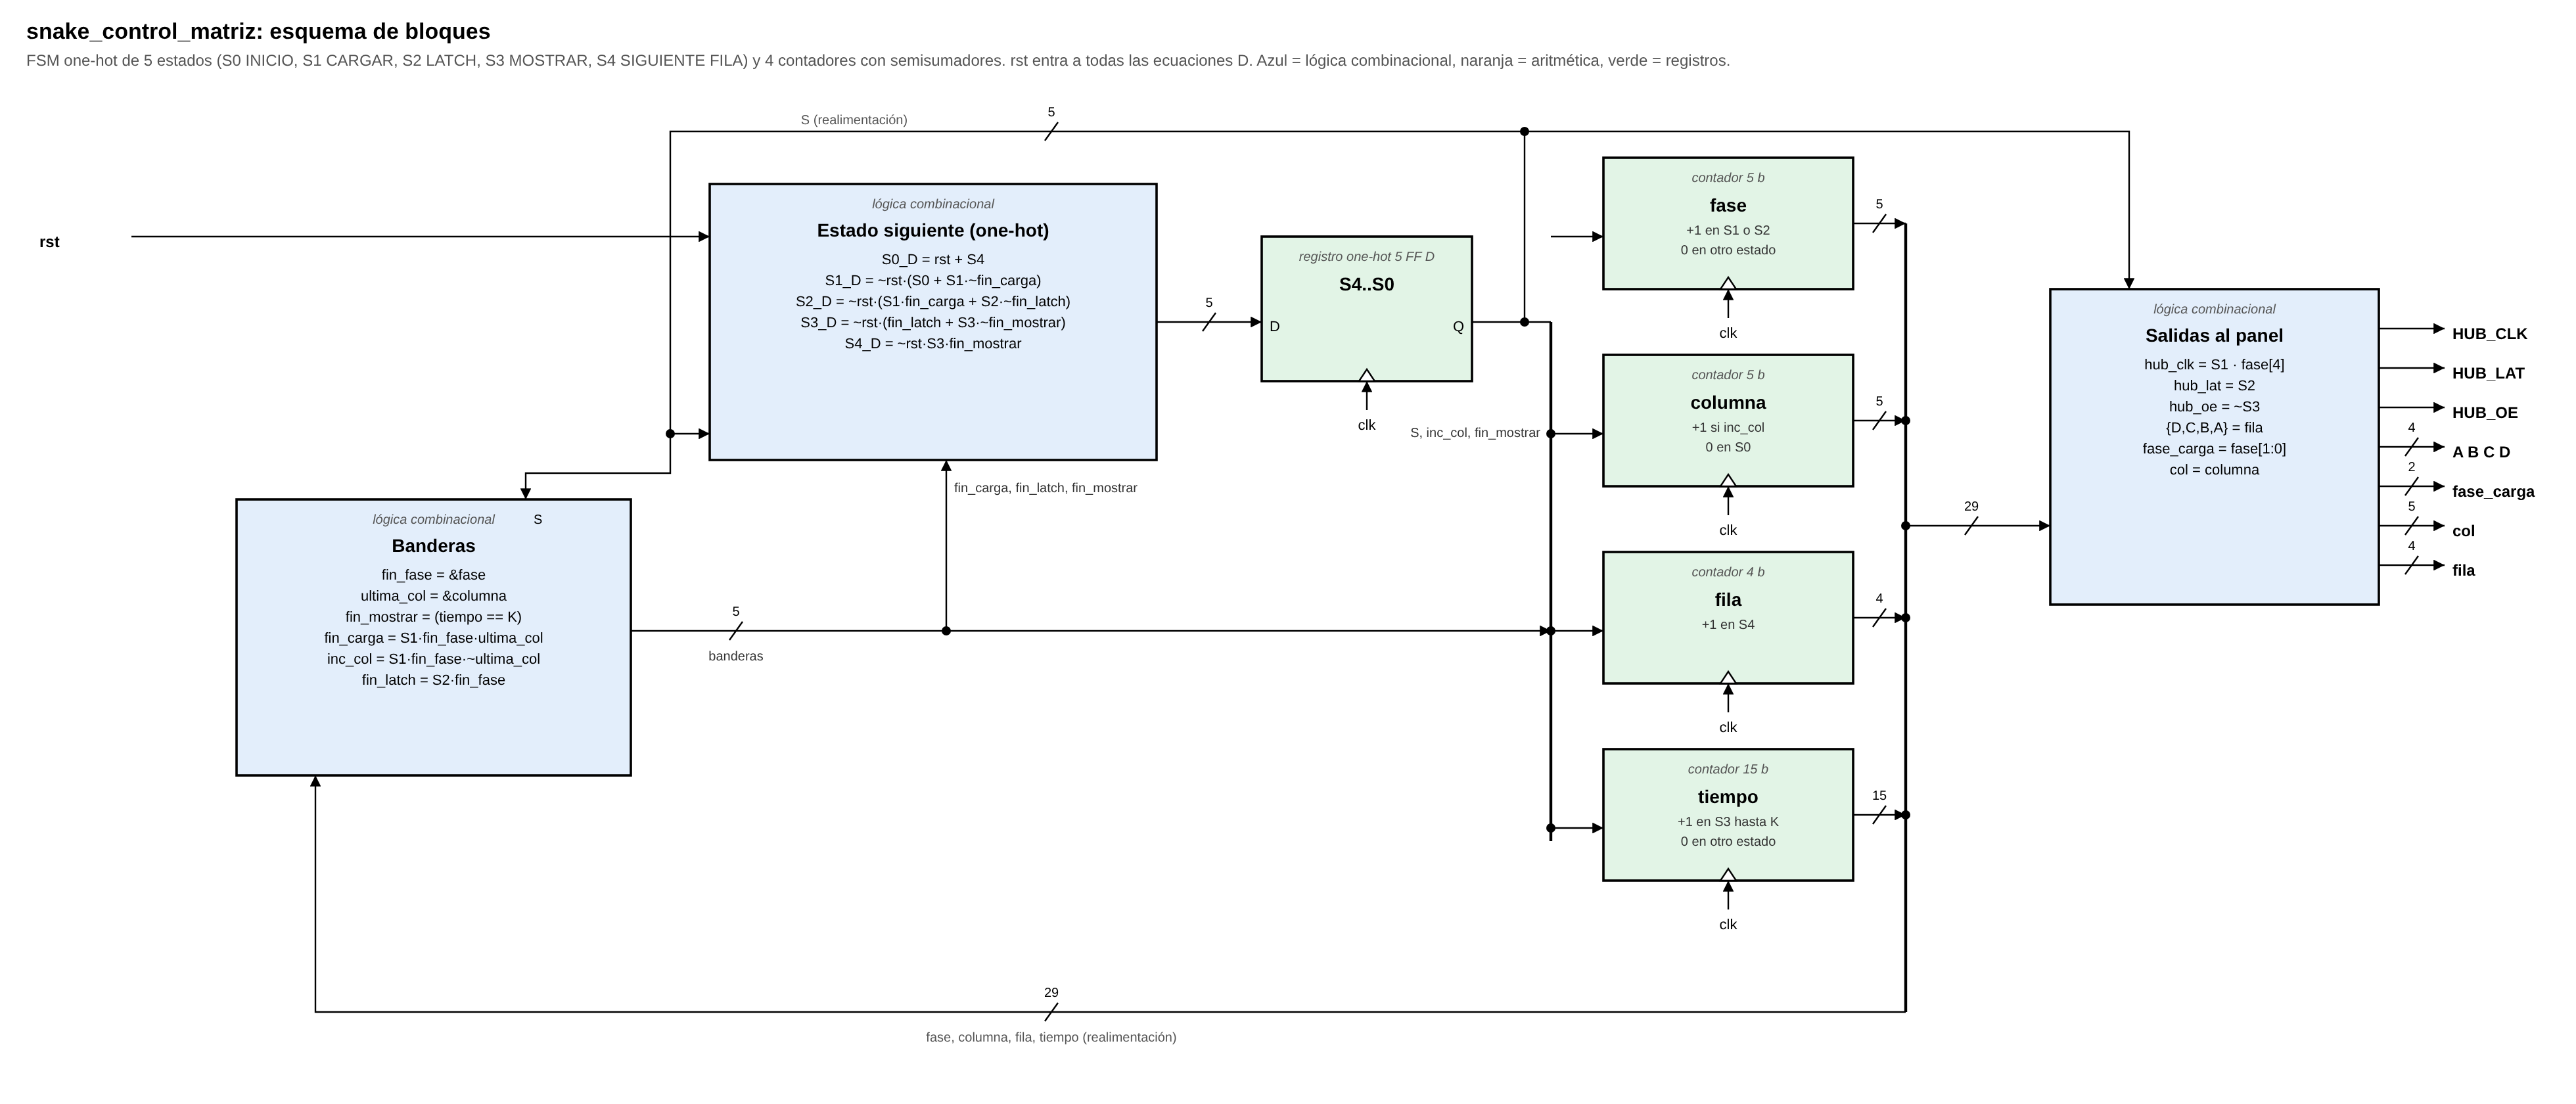 snake_control_matriz: esquema de bloques
FSM one-hot de 5 estados (S0 INICIO, S1 CARGAR, S2 LATCH, S3 MOSTRAR, S4 SIGUIENTE FILA) y 4 contadores con semisumadores. rst entra a todas las ecuaciones D. Azul = lógica combinacional, naranja = aritmética, verde = registros.
S (realimentación)
5
rst
lógica combinacional
Estado siguiente (one-hot)
S0_D = rst + S4
S1_D = ~rst·(S0 + S1·~fin_carga)
S2_D = ~rst·(S1·fin_carga + S2·~fin_latch)
S3_D = ~rst·(fin_latch + S3·~fin_mostrar)
S4_D = ~rst·S3·fin_mostrar
5
registro one-hot 5 FF D
S4..S0
D
Q
clk
fin_carga, fin_latch, fin_mostrar
lógica combinacional
S
Banderas
fin_fase = &fase
ultima_col = &columna
fin_mostrar = (tiempo == K)
fin_carga = S1·fin_fase·ultima_col
inc_col = S1·fin_fase·~ultima_col
fin_latch = S2·fin_fase
5
banderas
S, inc_col, fin_mostrar
contador 5 b
fase
+1 en S1 o S2
0 en otro estado
clk
5
contador 5 b
columna
+1 si inc_col
0 en S0
clk
5
contador 4 b
fila
+1 en S4
clk
4
contador 15 b
tiempo
+1 en S3 hasta K
0 en otro estado
clk
15
29
lógica combinacional
Salidas al panel
hub_clk = S1 · fase[4]
hub_lat = S2
hub_oe = ~S3
{D,C,B,A} = fila
fase_carga = fase[1:0]
col = columna
HUB_CLK
HUB_LAT
HUB_OE
4
A B C D
2
fase_carga
5
col
4
fila
29
fase, columna, fila, tiempo (realimentación)